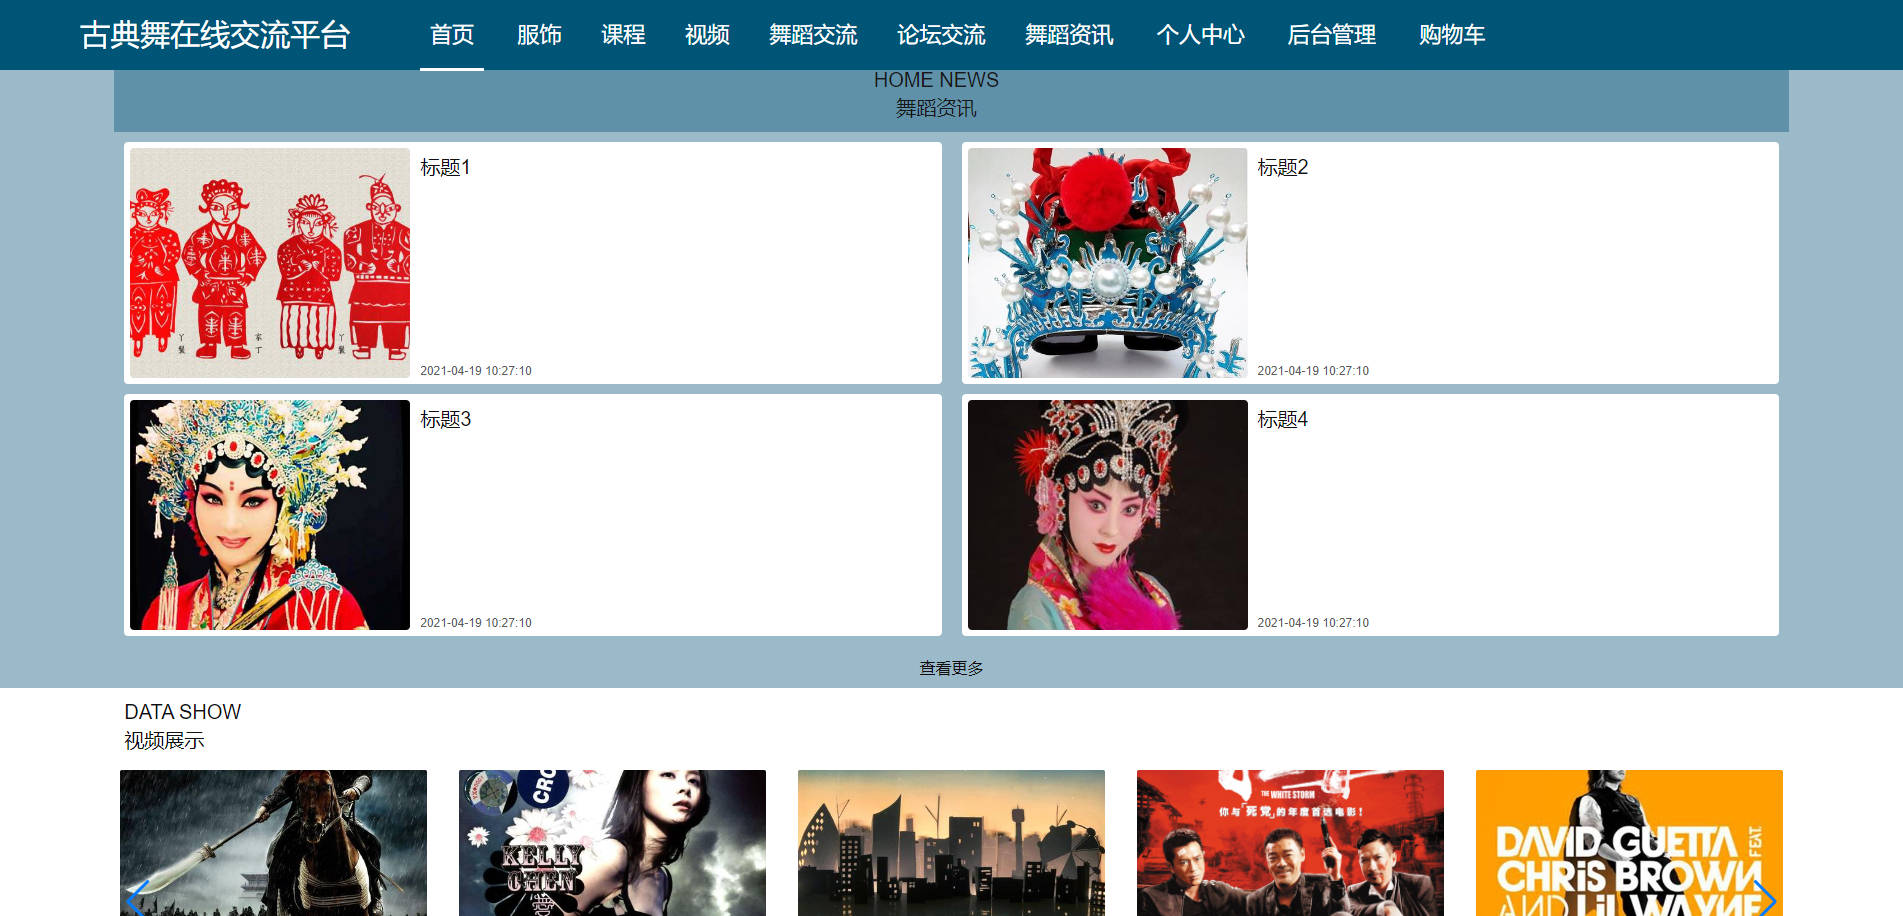 古典舞在线交流平台 首页 服饰 课程 视频 舞蹈交流 论坛交流 舞蹈资讯 个人中心 后台管理 购物车
HOME NEWS
舞蹈资讯
标题1
丫鬟 家丁 丫鬟
2021-04-19 10:27:10
标题2
2021-04-19 10:27:10
标题3
2021-04-19 10:27:10
标题4
2021-04-19 10:27:10
查看更多
DATA SHOW
视频展示
KELLY
CHEN
THE WHITE STORM
你与「死党」的年度首选电影!
DAVID GUETTA
FEAT.
CHRIS BROWN
AND LIL WAYNE